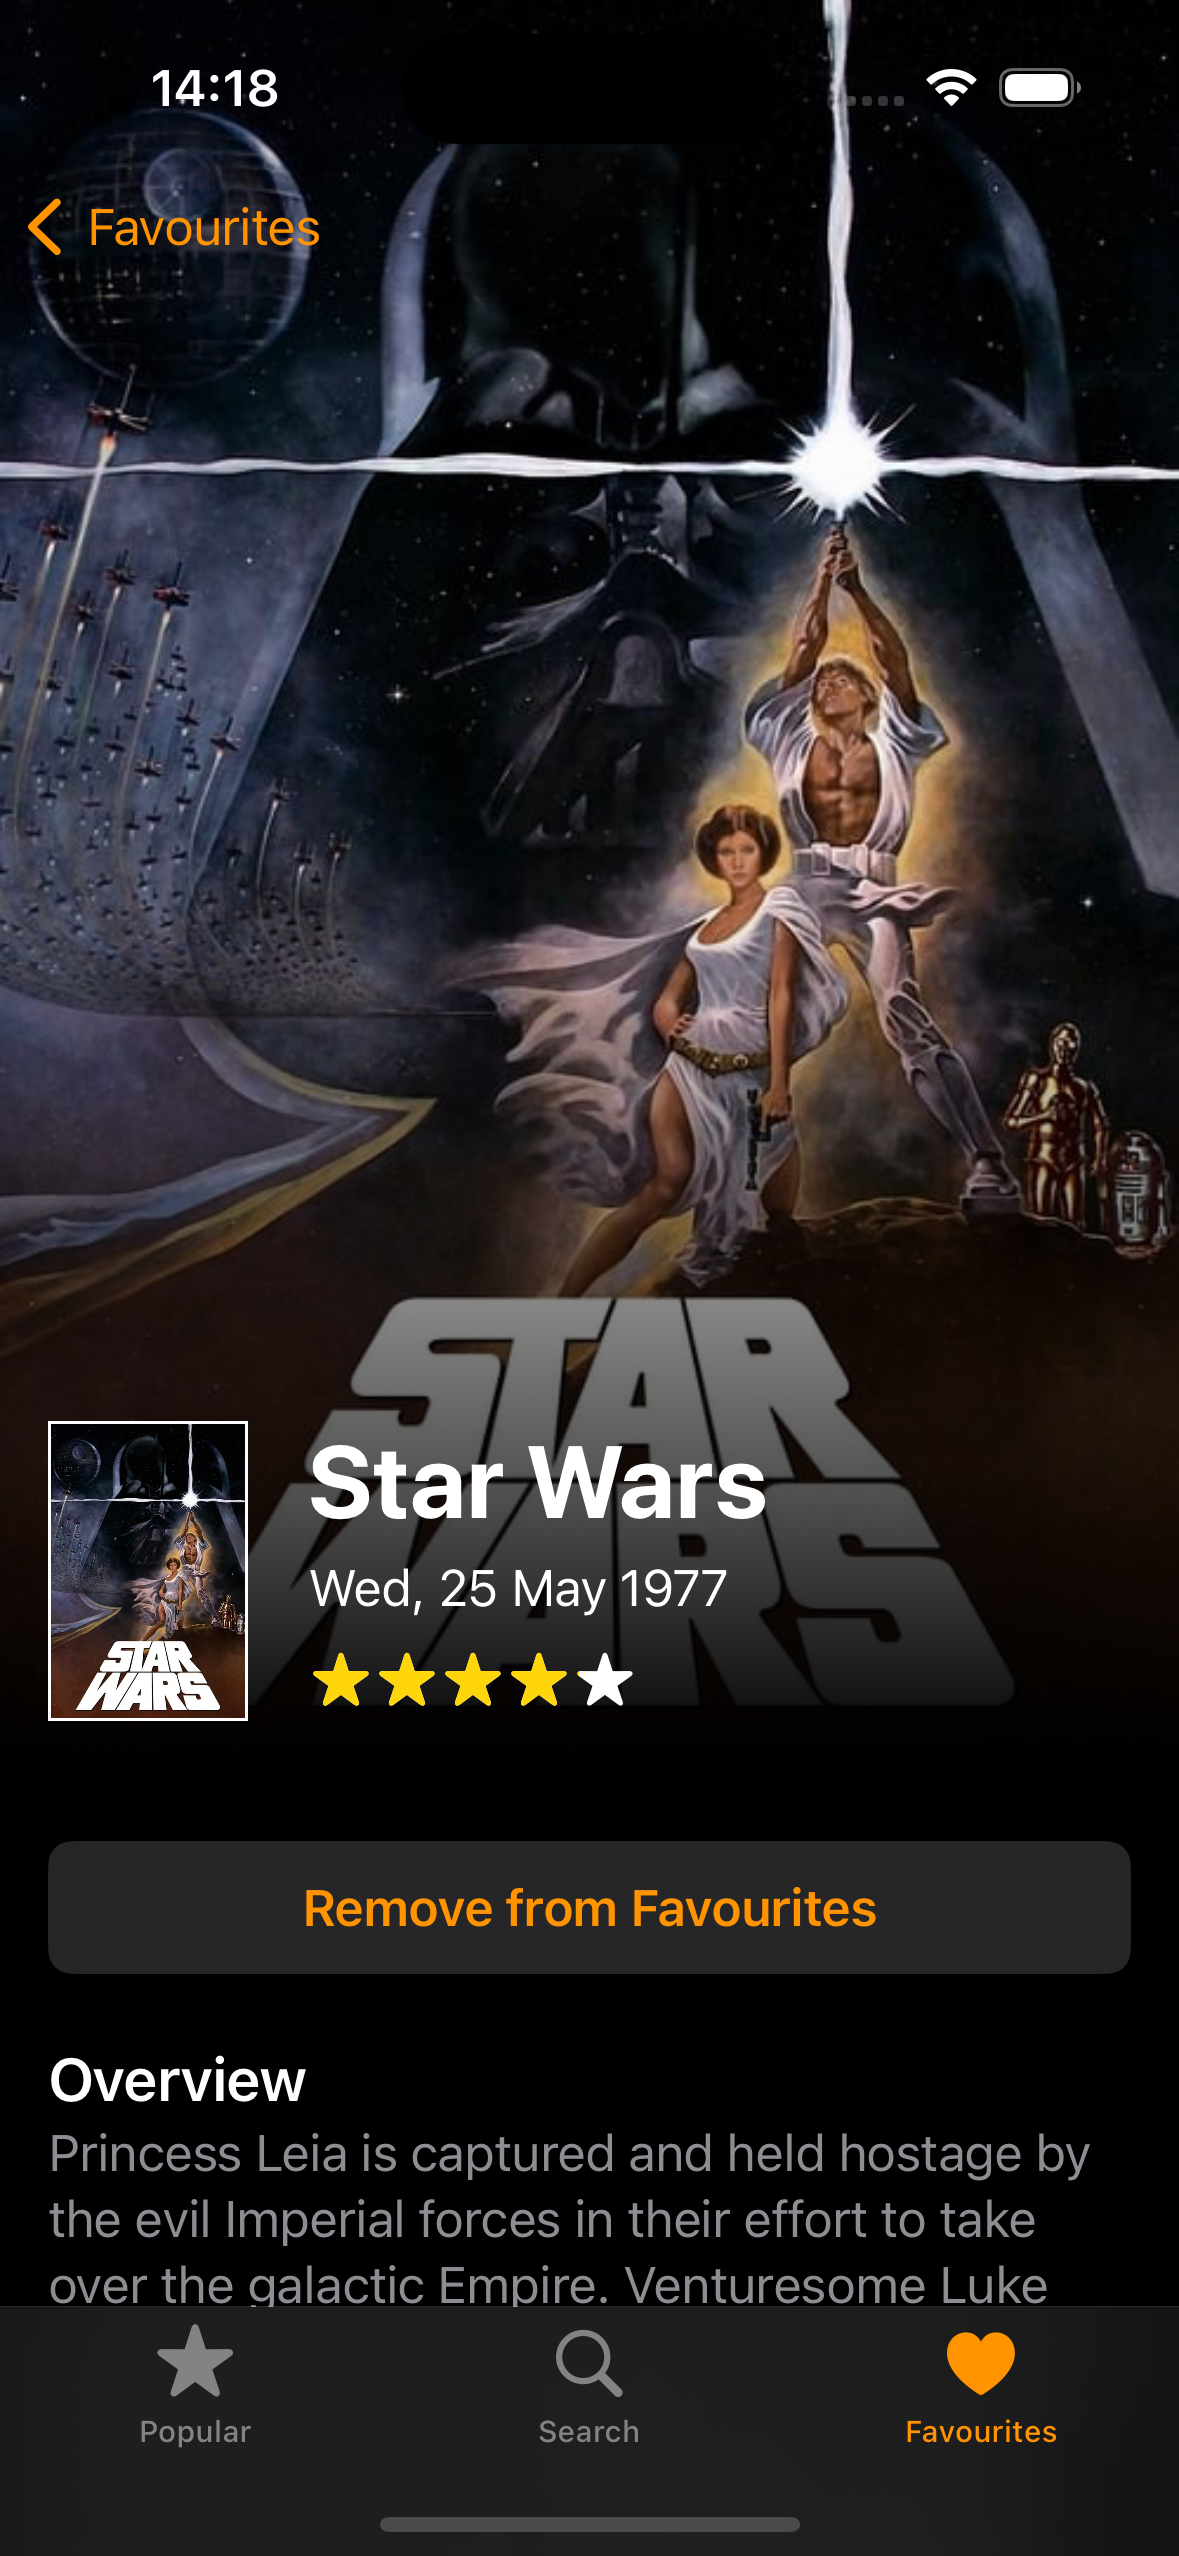 14:18
Favourites
STAR
WARS
Star Wars
Wed, 25 May 1977
STAR
WARS
Remove from Favourites
Overview
Princess Leia is captured and held hostage by
the evil Imperial forces in their effort to take
over the galactic Empire. Venturesome Luke
Popular
Search
Favourites